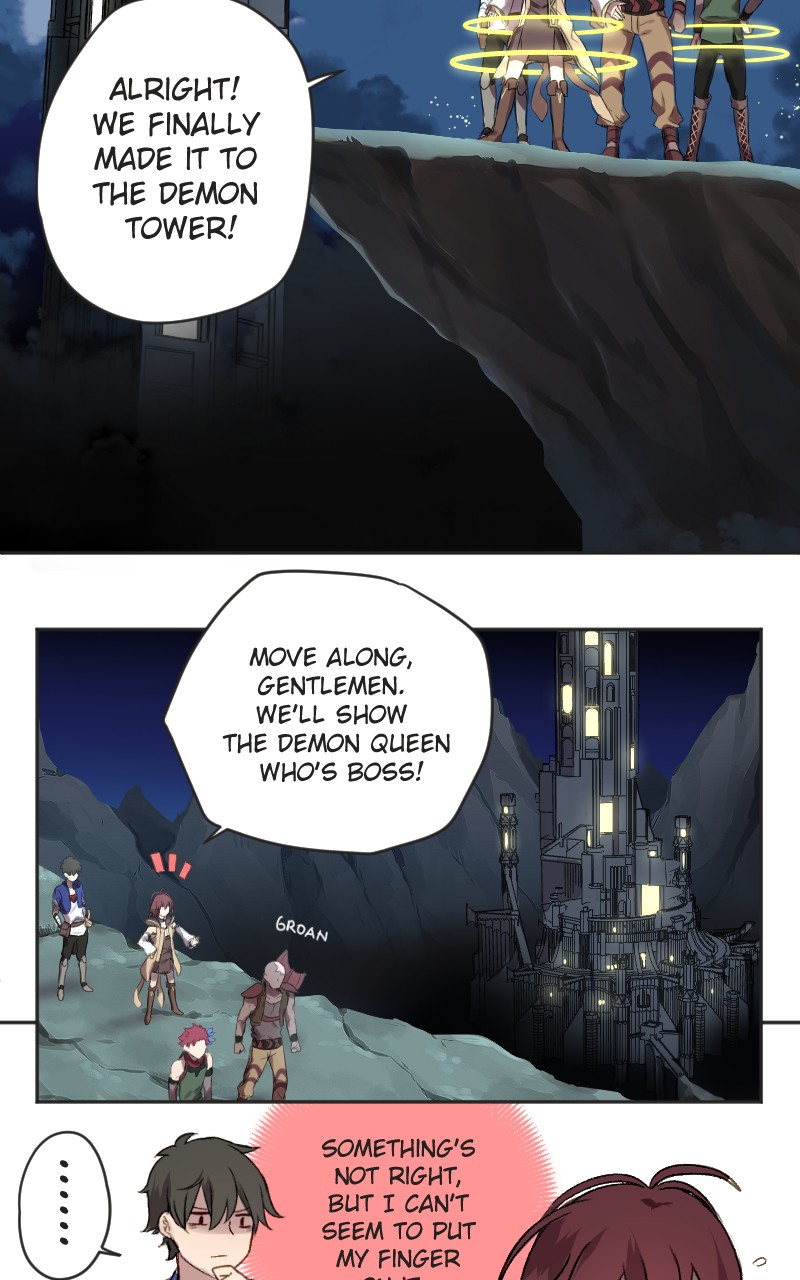 ALRIGHT!
WE FINALLY
MADE IT TO
THE DEMON
TOWER!
MOVE ALONG,
GENTLEMEN.
WE'LL SHOW
THE DEMON QUEEN
WHO'S BOSS!
GROAN
SOMETHING'S
NOT RIGHT,
BUT I CAN'T
SEEM TO PUT
MY FINGER